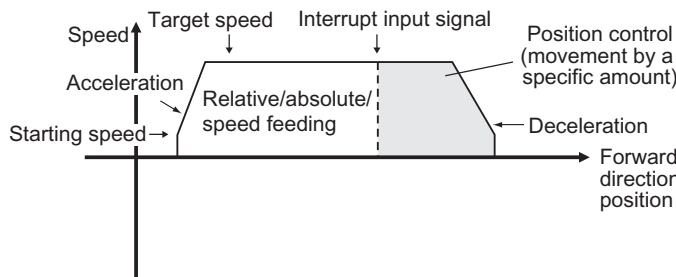 Speed
Target speed
Interrupt input signal
Position control
(movement by a
specific amount)
Acceleration
Relative/absolute/
speed feeding
Starting speed
Deceleration
Forward
direction
position